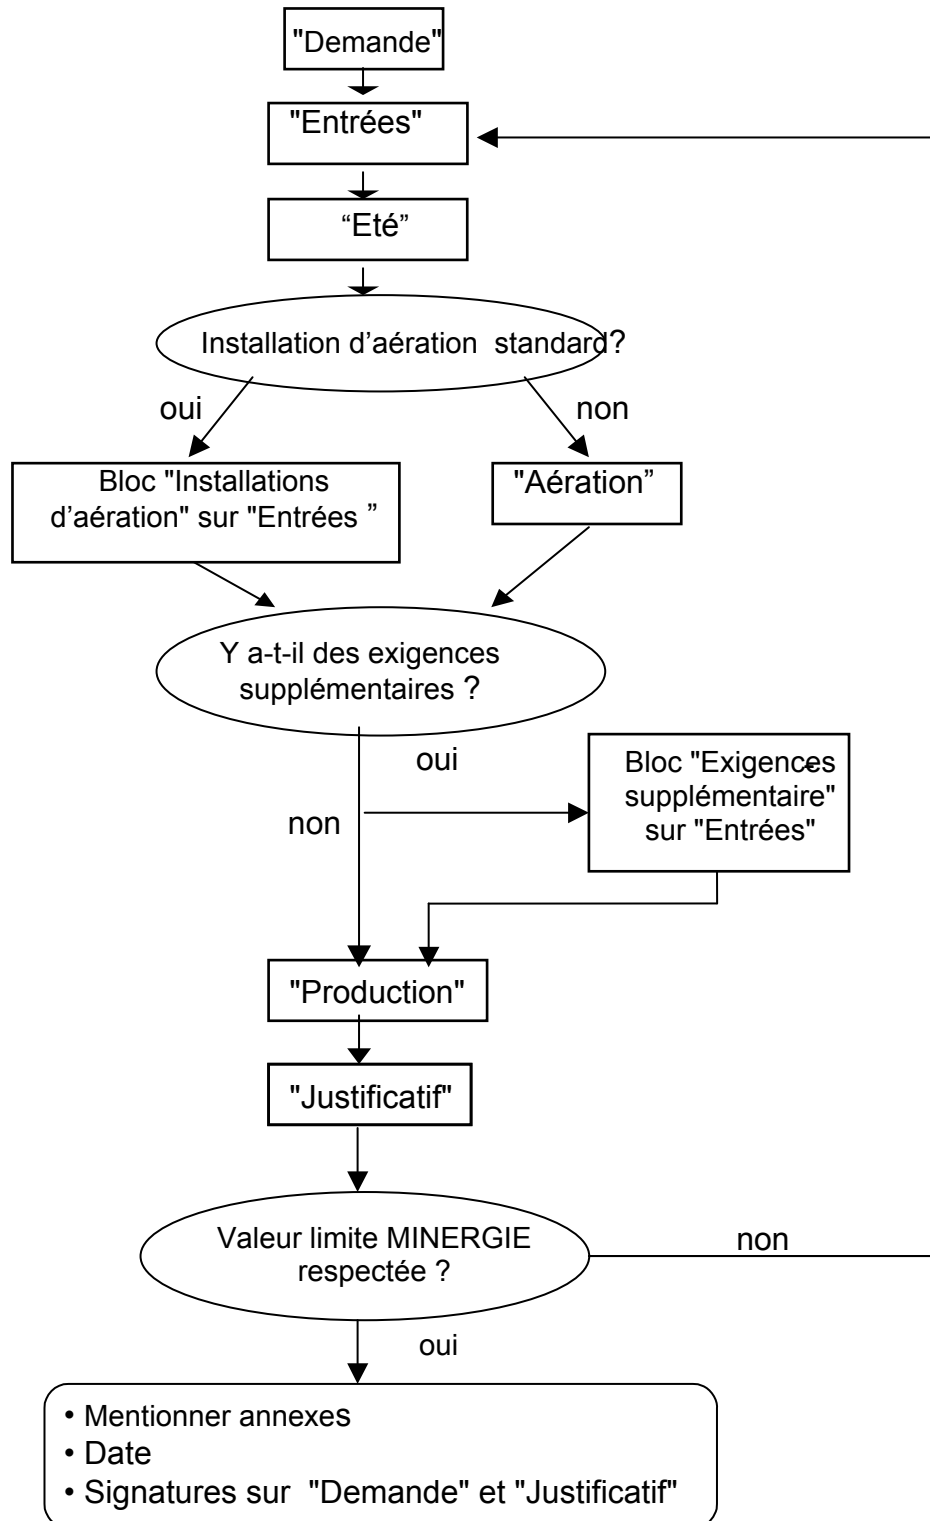 "Demande"
"Entrées"
“Eté”
Installation d’aération standard?
oui
non
Bloc "Installations
d’aération" sur "Entrées ”
"Aération”
Y a-t-il des exigences
supplémentaires ?
oui
non
Bloc "Exigences
supplémentaire"
sur "Entrées"
"Production"
"Justificatif"
Valeur limite MINERGIE
respectée ?
non
oui
• Mentionner annexes
• Date
• Signatures sur "Demande" et "Justificatif"